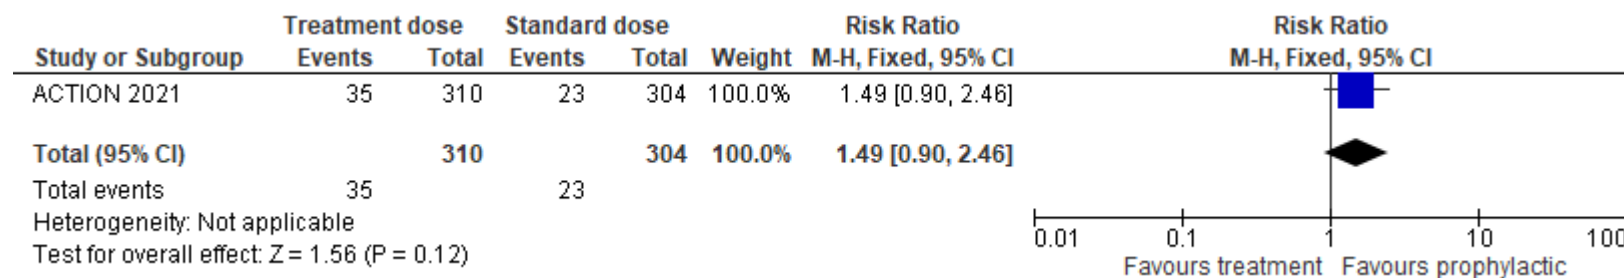 Treatment dose Standard dose Risk Ratio Risk Ratio
Study or Subgroup Events Total Events Total Weight M-H, Fixed, 95% CI M-H, Fixed, 95% CI
ACTION 2021 35 310 23 304 100.0% 1.49 [0.90, 2.46]
Total (95% CI) 310 304 100.0% 1.49 [0.90, 2.46]
Total events 35 23
Heterogeneity: Not applicable
Test for overall effect: Z = 1.56 (P = 0.12)
0.01 0.1 1 10 100
Favours treatment Favours prophylactic